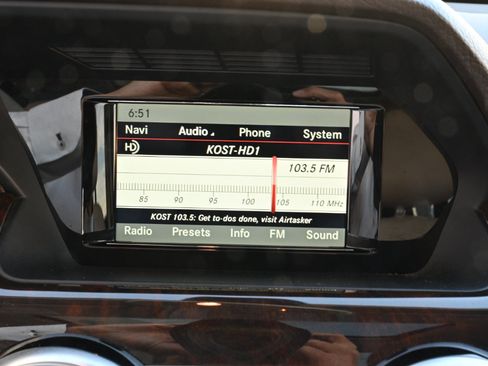 6:51
Navi Audio Phone System
HD KOST-HD1
103.5 FM
85 90 95 100 105 110 MHz
KOST 103.5: Get to-dos done, visit Airtasker
Radio Presets Info FM Sound